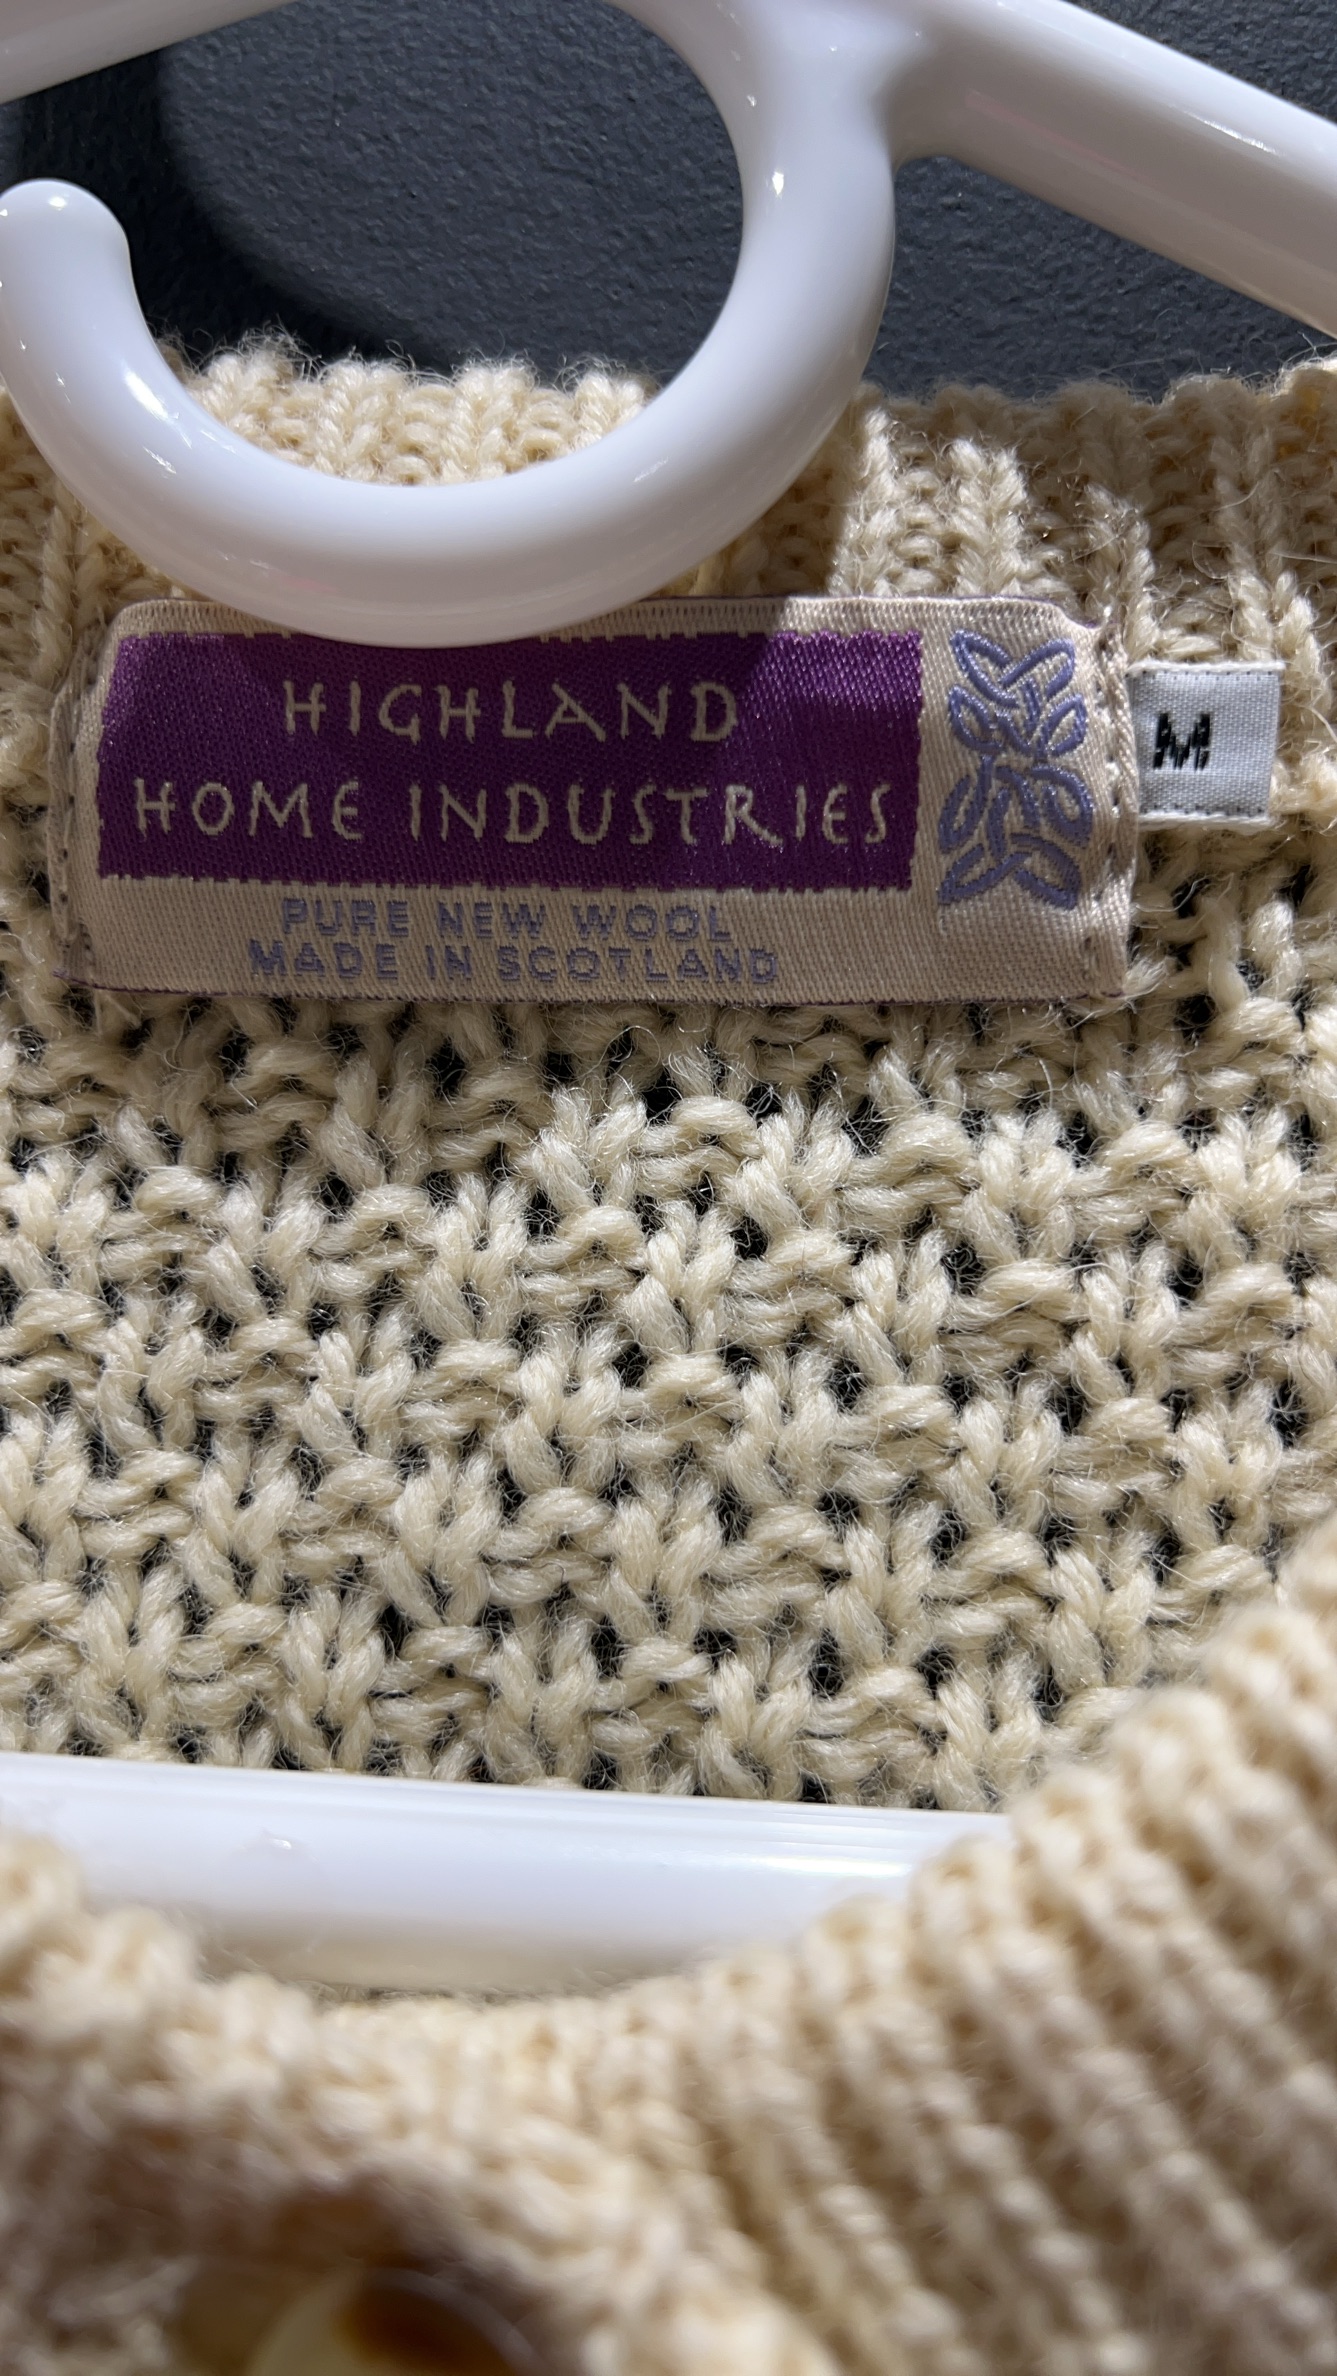 HIGHLAND
HOME INDUSTRIES
PURE NEW WOOL
MADE IN SCOTLAND
M